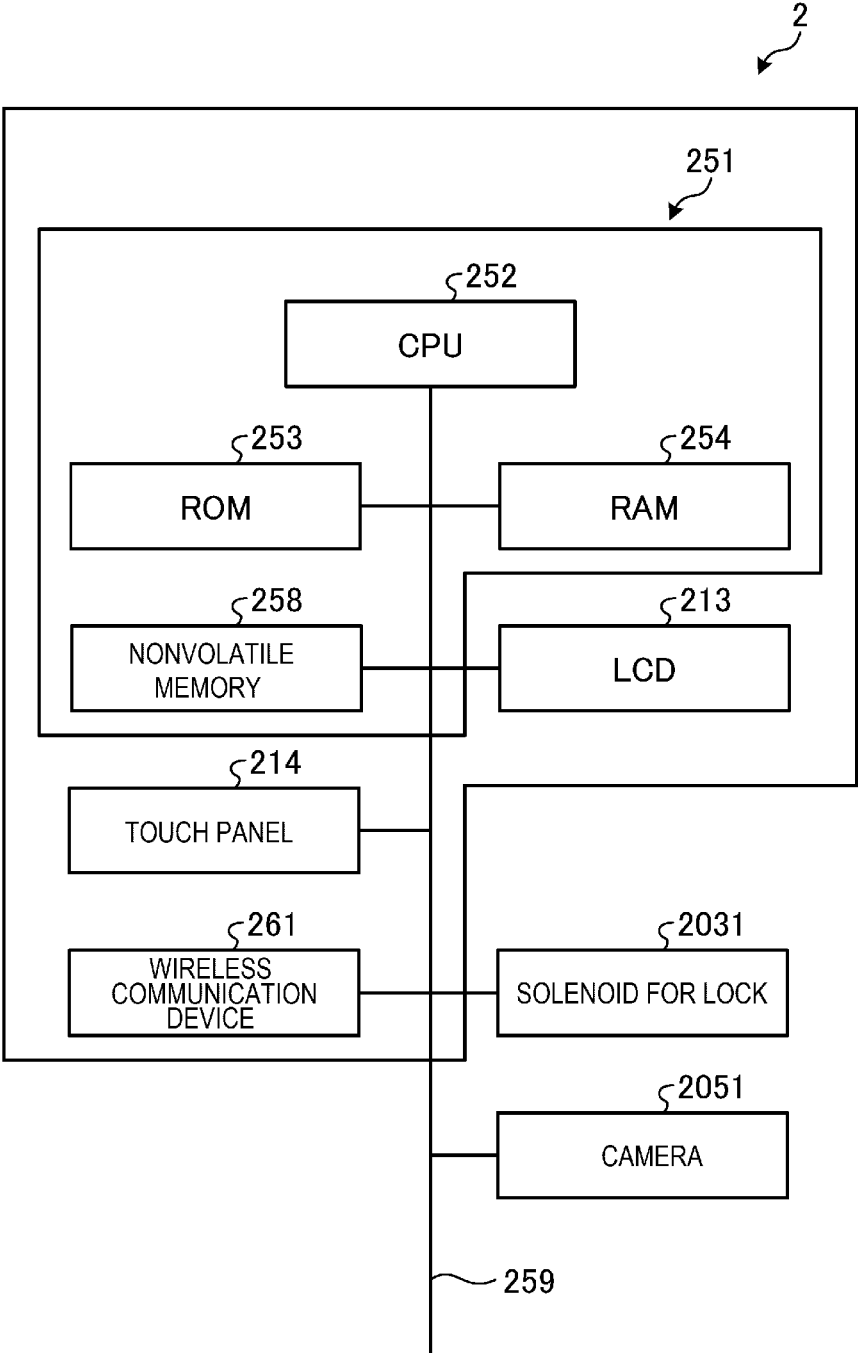 2
251
252
CPU
253
ROM
254
RAM
258
NONVOLATILE
MEMORY
213
LCD
214
TOUCH PANEL
261
WIRELESS
COMMUNICATION
DEVICE
2031
SOLENOID FOR LOCK
2051
CAMERA
259